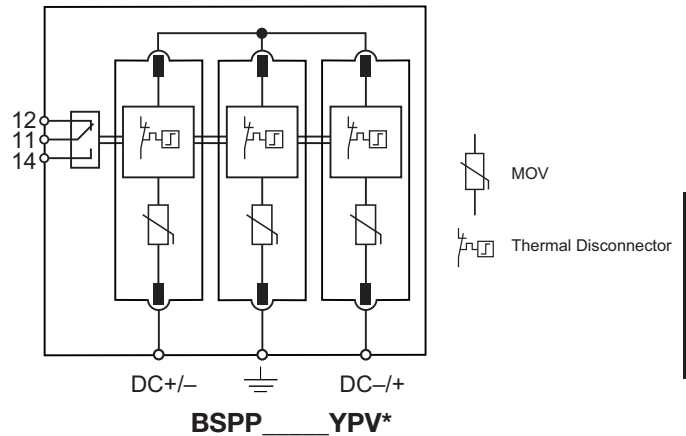 12
11
14
MOV
Thermal Disconnector
DC+/– DC–/+
BSPP_____YPV*